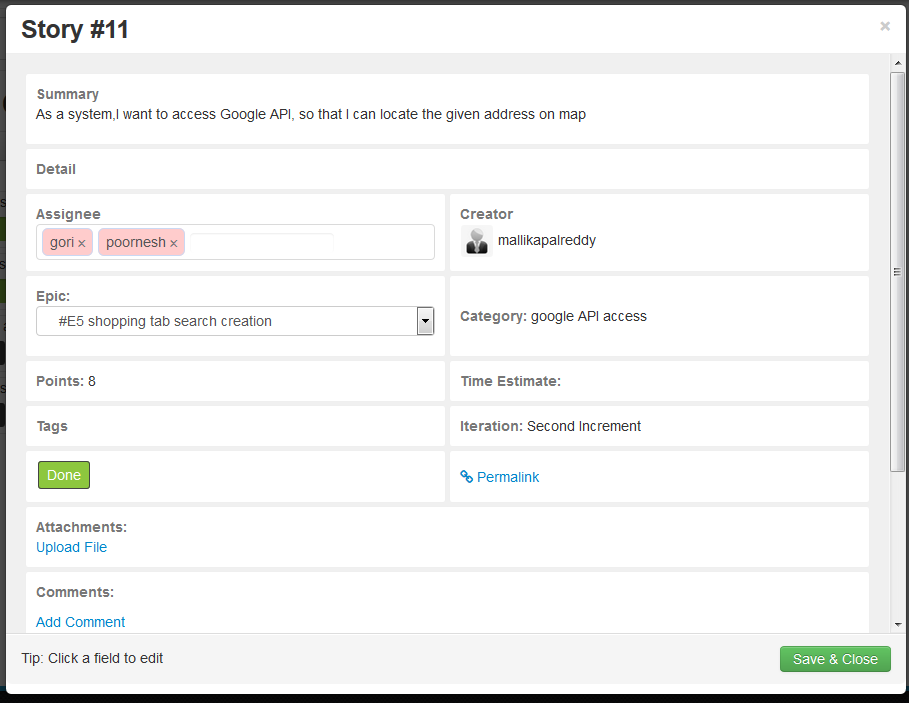 Story #11
×
Summary
As a system,I want to access Google API, so that I can locate the given address on map
Detail
Assignee
gori × poornesh ×
Creator
mallikapalreddy
Epic:
#E5 shopping tab search creation
Category: google API access
Points: 8
Time Estimate:
Tags
Iteration: Second Increment
Done
Permalink
Attachments:
Upload File
Comments:
Add Comment
Tip: Click a field to edit
Save & Close